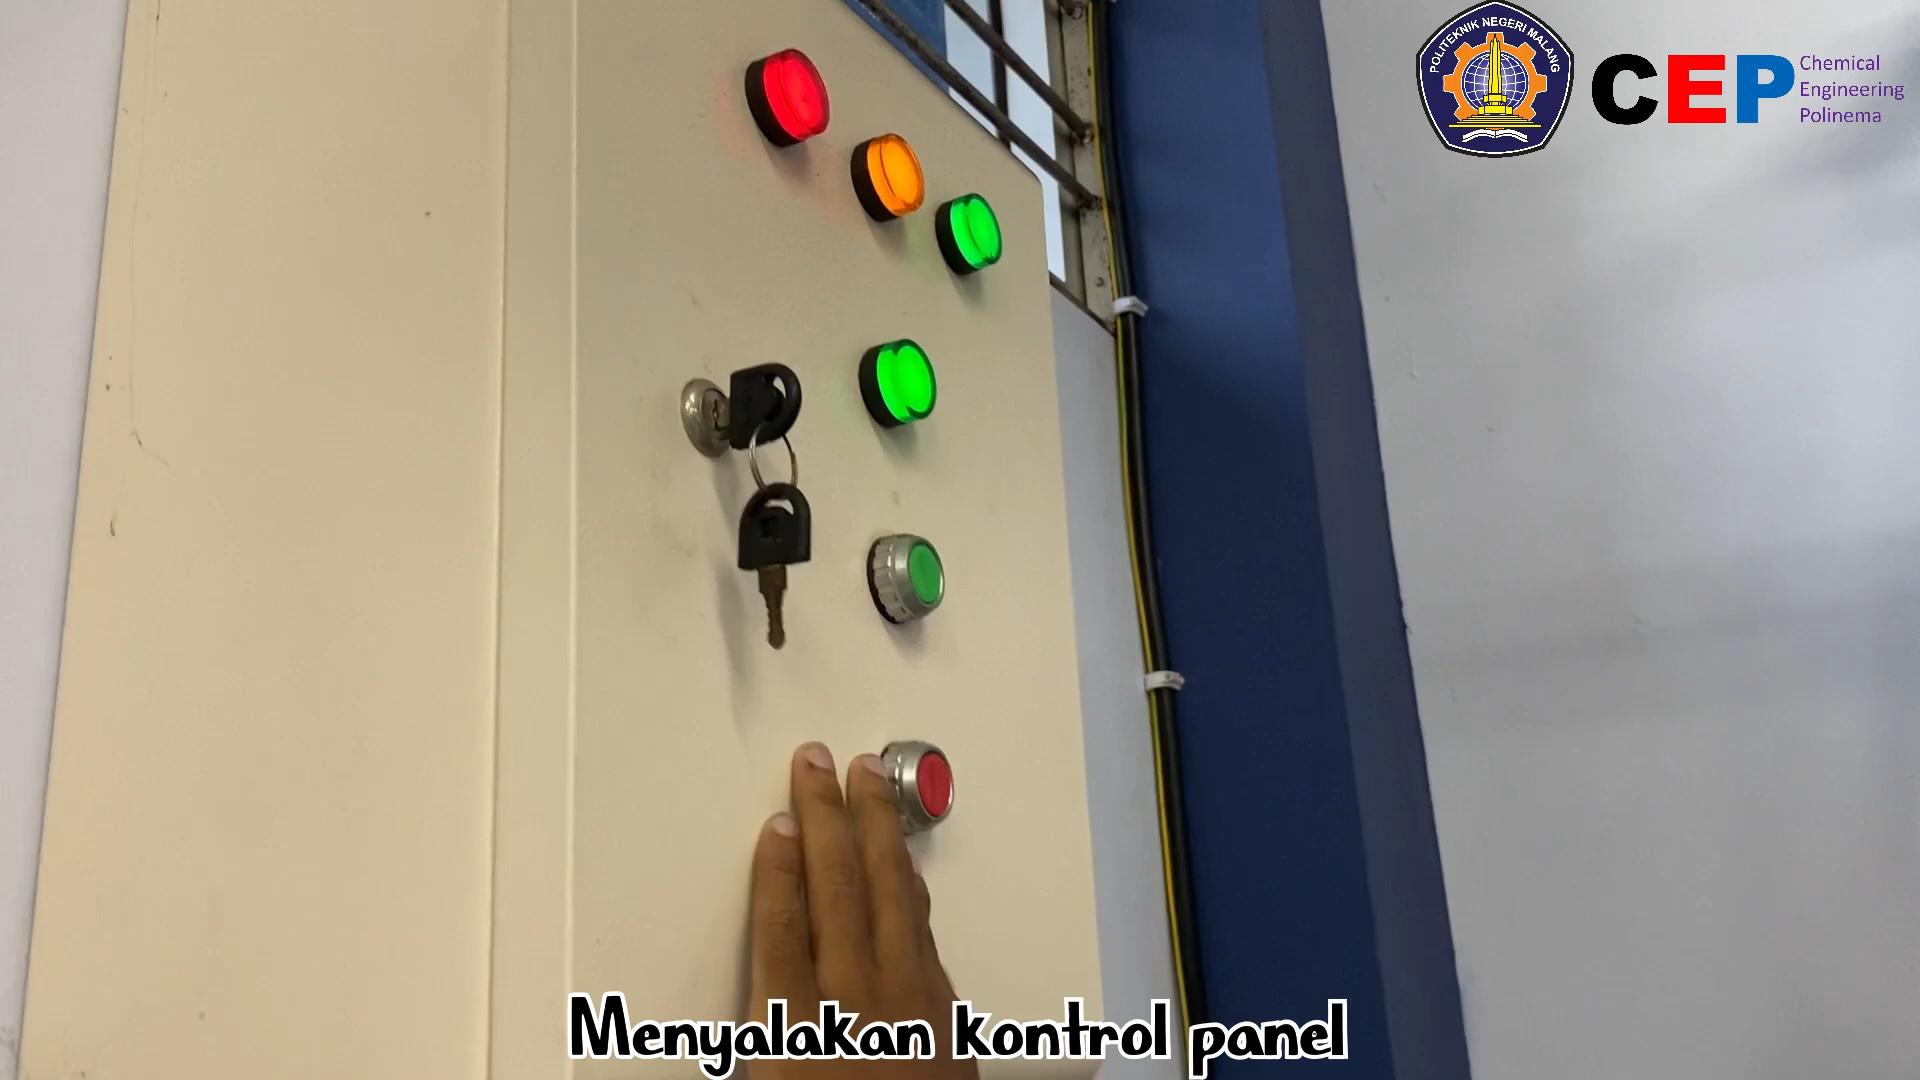 POLITEKNIK NEGERI MALANG
CEP
Chemical
Engineering
Polinema
Menyalakan kontrol panel